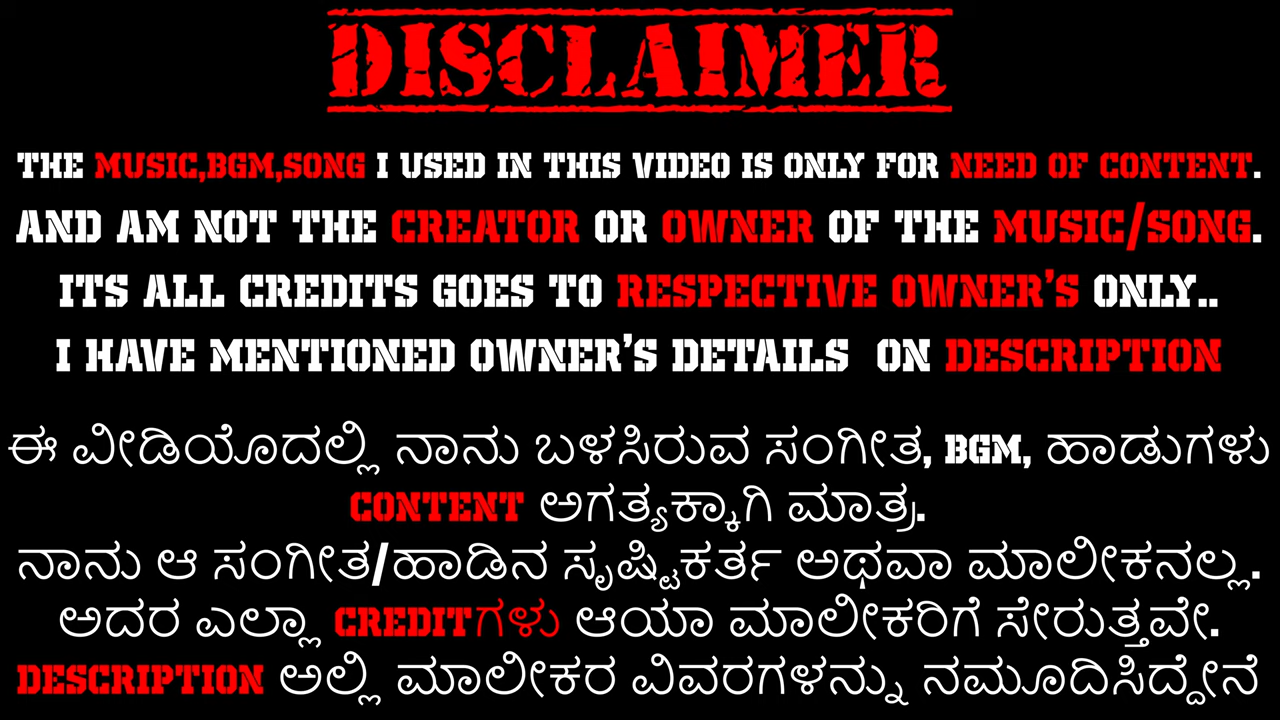 DISCLAIMER
THE MUSIC,BGM,SONG I USED IN THIS VIDEO IS ONLY FOR NEED OF CONTENT.
AND AM NOT THE CREATOR OR OWNER OF THE MUSIC/SONG.
ITS ALL CREDITS GOES TO RESPECTIVE OWNER'S ONLY..
I HAVE MENTIONED OWNER'S DETAILS ON DESCRIPTION
ಈ ವೀಡಿಯೊದಲ್ಲಿ ನಾನು ಬಳಸಿರುವ ಸಂಗೀತ, BGM, ಹಾಡುಗಳು
CONTENT ಅಗತ್ಯಕ್ಕಾಗಿ ಮಾತ್ರ.
ನಾನು ಆ ಸಂಗೀತ/ಹಾಡಿನ ಸೃಷ್ಟಿಕರ್ತ ಅಥವಾ ಮಾಲೀಕನಲ್ಲ.
ಅದರ ಎಲ್ಲಾ CREDITಗಳು ಆಯಾ ಮಾಲೀಕರಿಗೆ ಸೇರುತ್ತವೇ.
DESCRIPTION ಅಲ್ಲಿ ಮಾಲೀಕರ ವಿವರಗಳನ್ನು ನಮೂದಿಸಿದ್ದೇನೆ